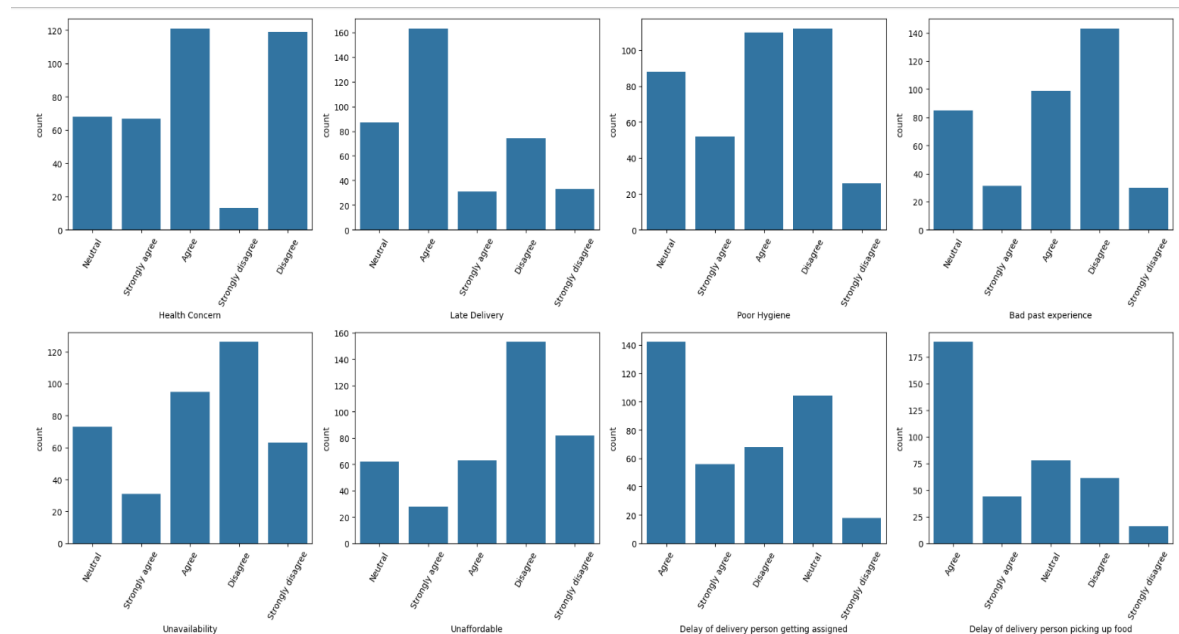 120
100
80
60
40
20
0
count
Neutral
Strongly agree
Agree
Strongly disagree
Disagree
Health Concern
160
140
120
100
80
60
40
20
0
count
Neutral
Agree
Strongly agree
Disagree
Strongly disagree
Late Delivery
100
80
60
40
20
0
count
Neutral
Strongly agree
Agree
Disagree
Strongly disagree
Poor Hygiene
140
120
100
80
60
40
20
0
count
Neutral
Strongly agree
Agree
Disagree
Strongly disagree
Bad past experience
120
100
80
60
40
20
0
count
Neutral
Strongly agree
Agree
Disagree
Strongly disagree
Unavailability
160
140
120
100
80
60
40
20
0
count
Neutral
Strongly agree
Agree
Disagree
Strongly disagree
Unaffordable
140
120
100
80
60
40
20
0
count
Agree
Strongly agree
Disagree
Neutral
Strongly disagree
Delay of delivery person getting assigned
175
150
125
100
75
50
25
0
count
Agree
Strongly agree
Neutral
Disagree
Strongly disagree
Delay of delivery person picking up food